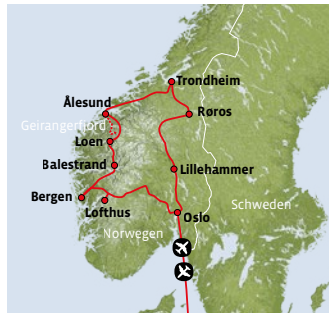 Trondheim
Ålesund
Røros
Geirangerfjord
Loen
Balestrand
Lillehammer
Bergen
Lofthus
Schweden
Oslo
Norwegen